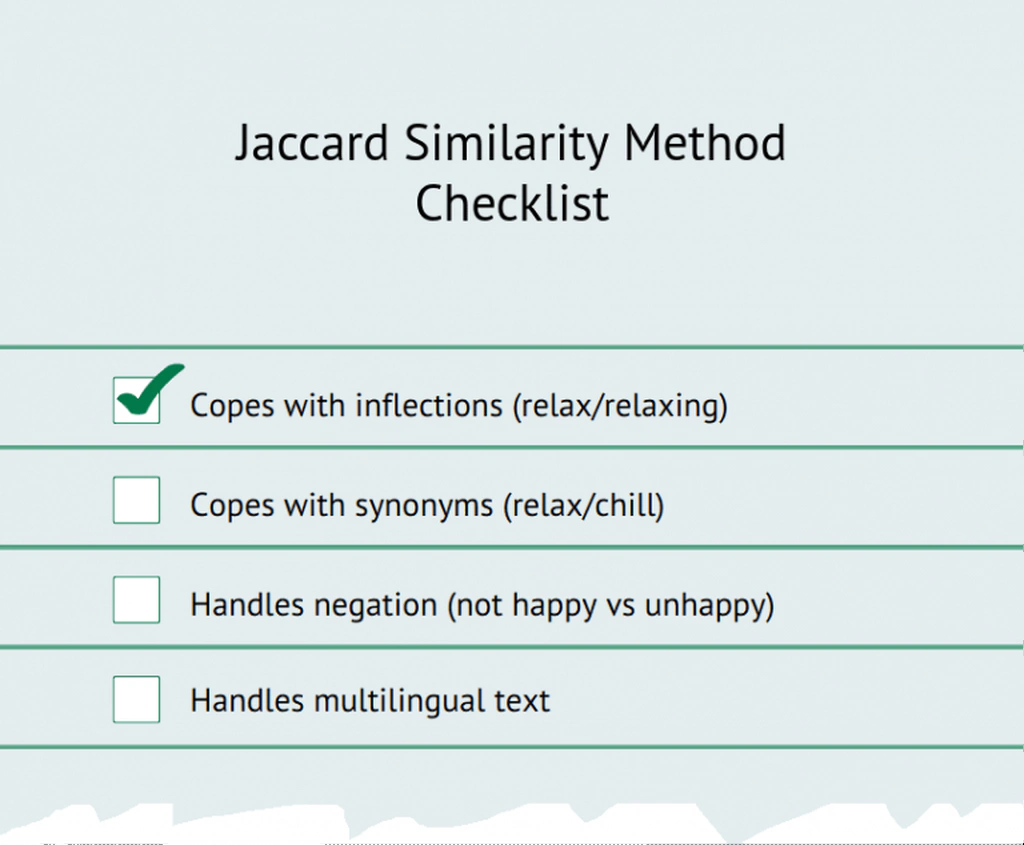 Jaccard Similarity Method
Checklist
Copes with inflections (relax/relaxing)
Copes with synonyms (relax/chill)
Handles negation (not happy vs unhappy)
Handles multilingual text